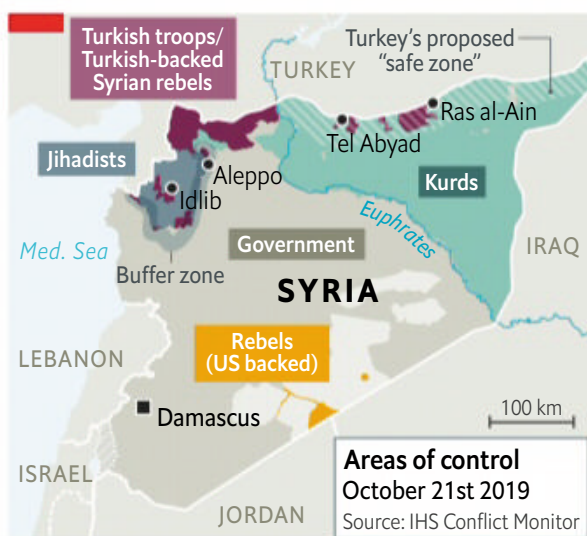 Turkish troops/
Turkish-backed
Syrian rebels
TURKEY
Turkey’s proposed
“safe zone”
Ras al-Ain
Tel Abyad
Jihadists
Aleppo
Idlib
Kurds
Euphrates
Med. Sea
Government
Buffer zone
IRAQ
SYRIA
LEBANON
Rebels
(US backed)
Damascus
100 km
ISRAEL
JORDAN
Areas of control
October 21st 2019
Source: IHS Conflict Monitor